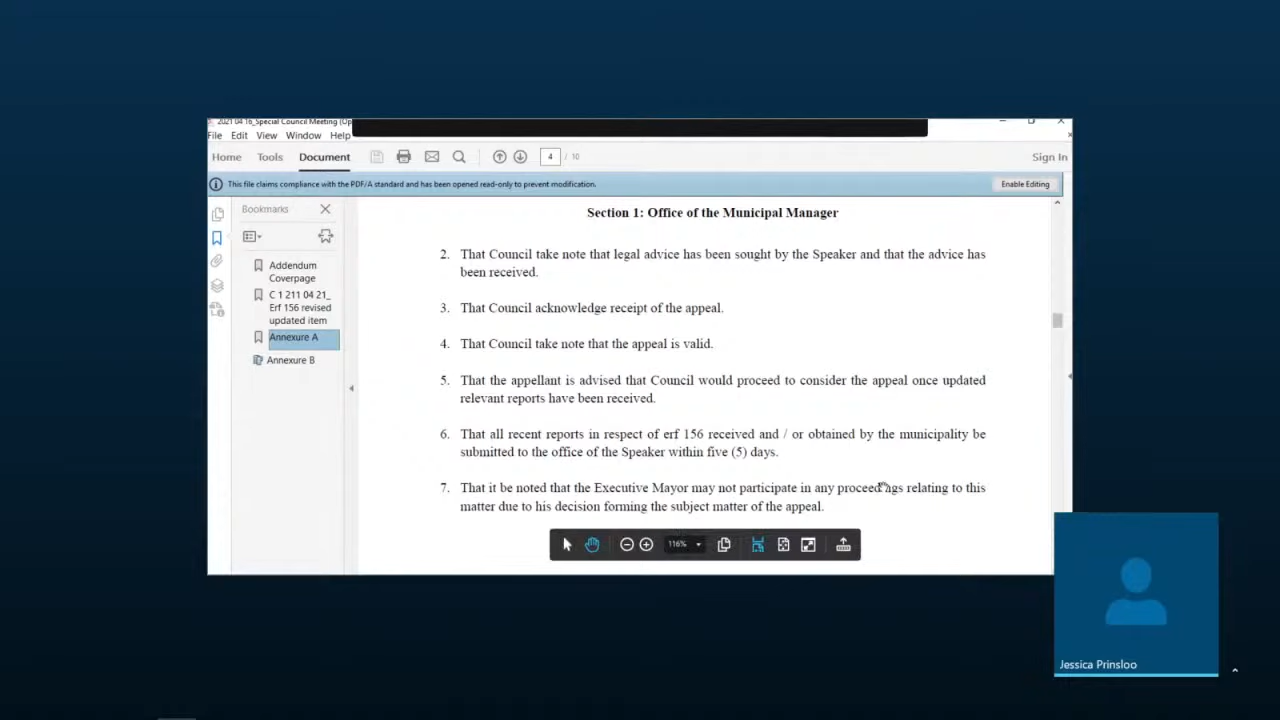 2021 04 16_Special Council Meeting (Op
File Edit View Window Help
Home Tools Document 4 / 10 Sign In
This file claims compliance with the PDF/A standard and has been opened read-only to prevent modification. Enable Editing
Bookmarks
Addendum
Coverpage
C 1 211 04 21_
Erf 156 revised
updated item
Annexure A
Annexure B
Section 1: Office of the Municipal Manager
2. That Council take note that legal advice has been sought by the Speaker and that the advice has
been received.
3. That Council acknowledge receipt of the appeal.
4. That Council take note that the appeal is valid.
5. That the appellant is advised that Council would proceed to consider the appeal once updated
relevant reports have been received.
6. That all recent reports in respect of erf 156 received and / or obtained by the municipality be
submitted to the office of the Speaker within five (5) days.
7. That it be noted that the Executive Mayor may not participate in any proceedings relating to this
matter due to his decision forming the subject matter of the appeal.
116%
Jessica Prinsloo